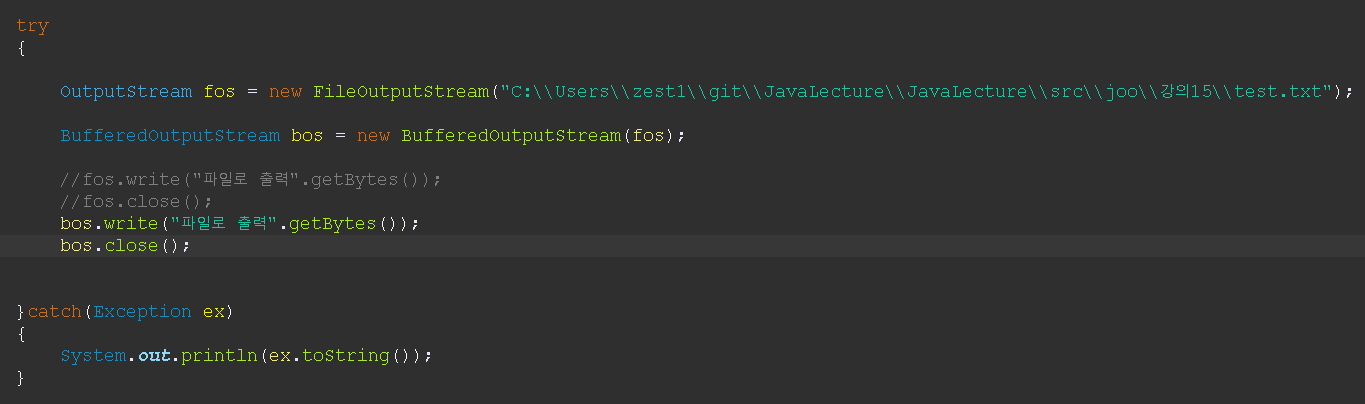 try
{
OutputStream fos = new FileOutputStream("C:\\Users\\zest1\\git\\JavaLecture\\JavaLecture\\src\\joo\\강의15\\test.txt");
BufferedOutputStream bos = new BufferedOutputStream(fos);
//fos.write("파일로 출력".getBytes());
//fos.close();
bos.write("파일로 출력".getBytes());
bos.close();
}catch(Exception ex)
{
System.out.println(ex.toString());
}